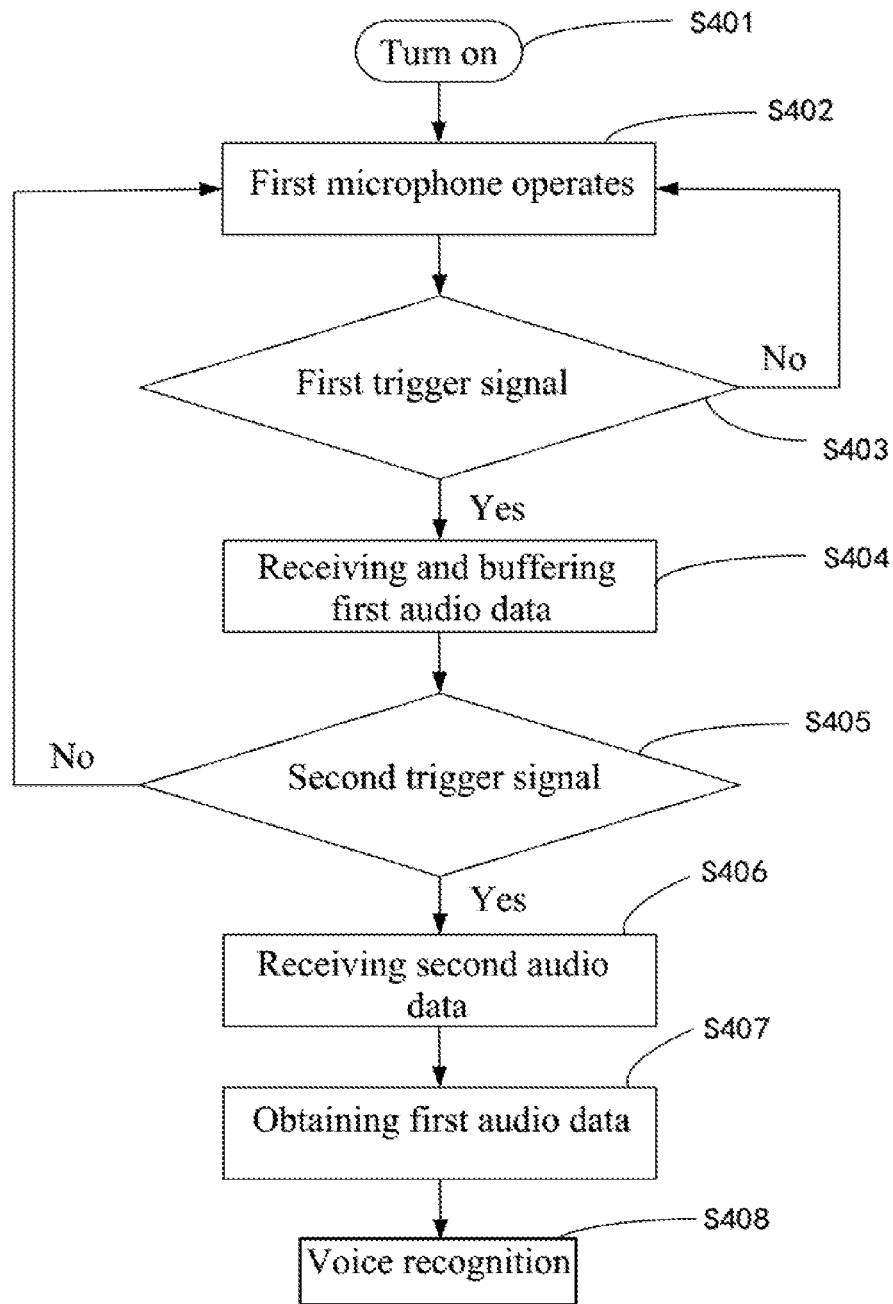 Turn on
S401
S402
First microphone operates
First trigger signal
No
S403
Yes
S404
Receiving and buffering
first audio data
S405
No
Second trigger signal
S406
Yes
Receiving second audio
data
S407
Obtaining first audio data
S408
Voice recognition